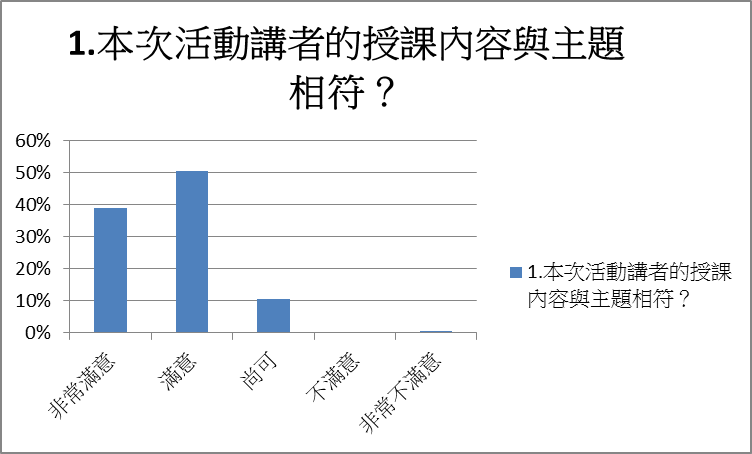 1.本次活動講者的授課內容與主題
相符？
60%
50%
40%
30%
20%
10%
0%
非常滿意
滿意
尚可
不滿意
非常不滿意
1.本次活動講者的授課
內容與主題相符？